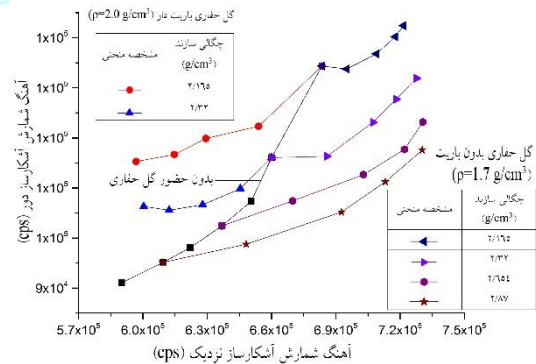 گل حفاری باریت دار (ρ=2.0 g/cm³)
مشخصه منحنی
چگالی سازند
(g/cm³)
۲/۱۶۵
۲/۳۲
بدون حضور گل حفاری
گل حفاری بدون باریت
(ρ=1.7 g/cm³)
مشخصه منحنی
چگالی سازند
(g/cm³)
۲/۱۶۵
۲/۳۲
۲/۶۵٤
۲/۸۷
آهنگ شمارش آشکارساز دور (cps)
1x10⁵
1x10⁵
1x10⁵
1x10⁵
1x10⁵
9x10⁴
5.7x10⁵ 6.0x10⁵ 6.3x10⁵ 6.6x10⁵ 6.9x10⁵ 7.2x10⁵ 7.5x10⁵
آهنگ شمارش آشکارساز نزدیک (cps)